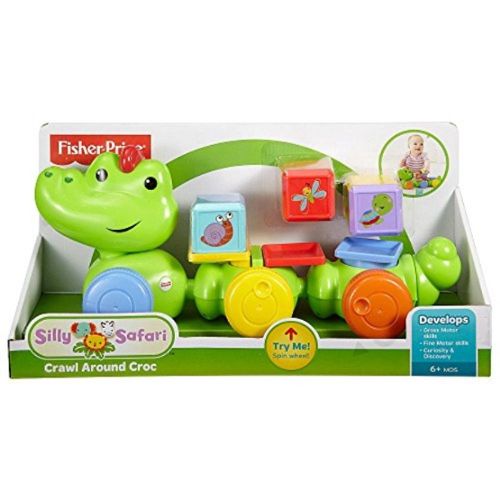 Fisher-Price
Silly Safari
Crawl Around Croc
Try Me!
Spin wheel!
Develops
• Gross Motor
skills
• Fine Motor skills
• Curiosity &
Discovery
6+ MOS